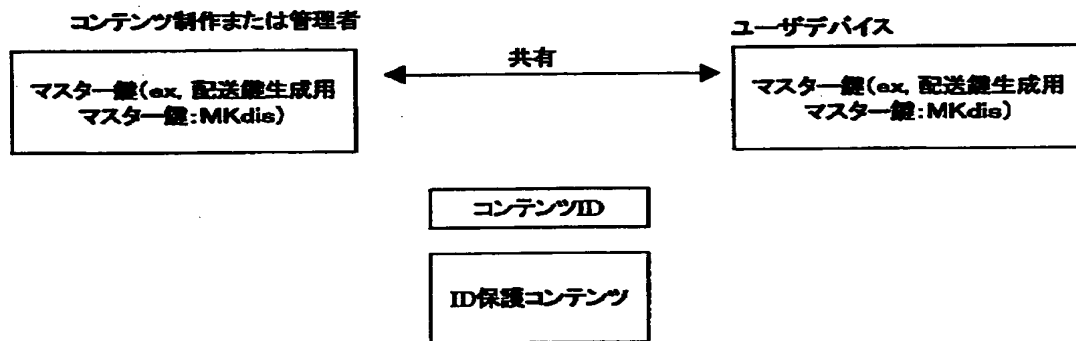 コンテンツ制作または管理者
ユーザデバイス
共有
マスター鍵(ex, 配送鍵生成用
マスター鍵:MKdis)
マスター鍵(ex, 配送鍵生成用
マスター鍵:MKdis)
コンテンツID
ID保護コンテンツ